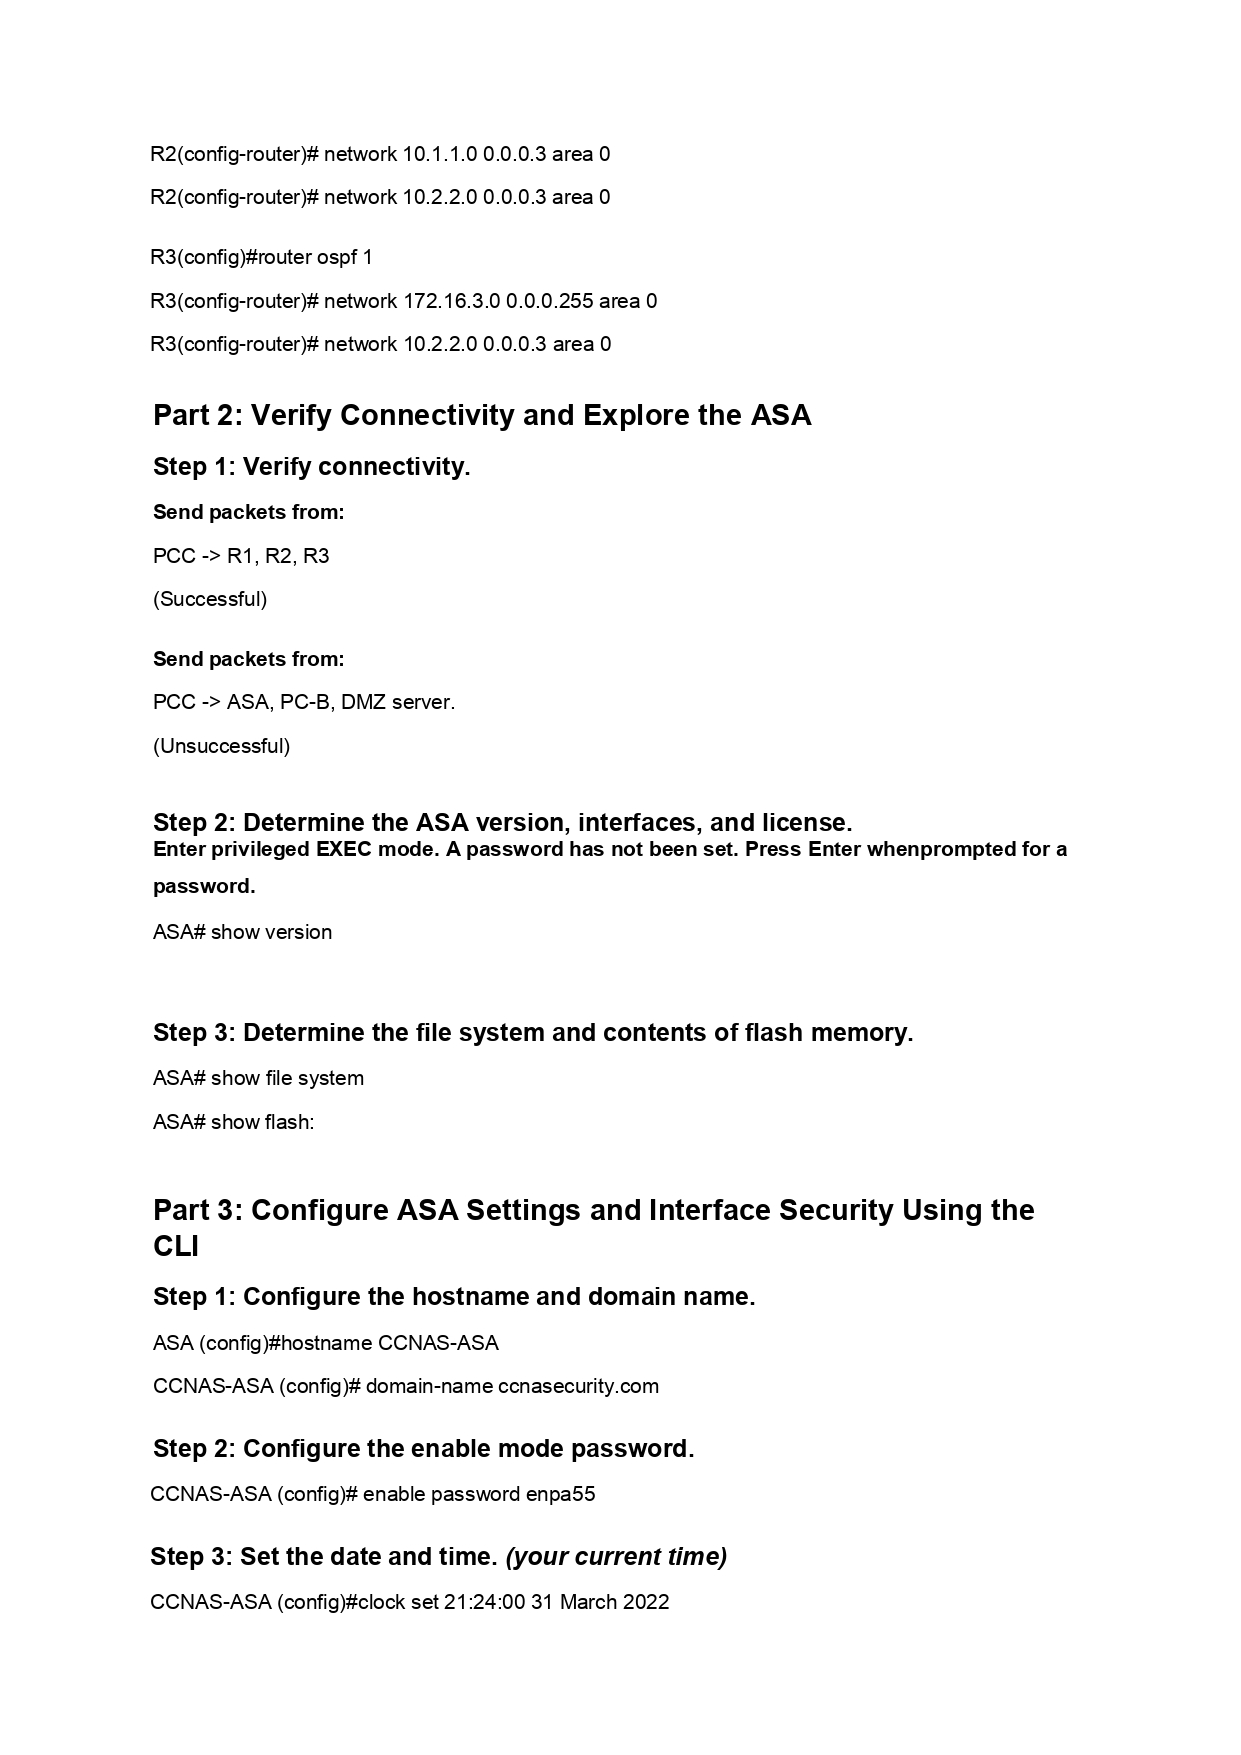 R2(config-router)# network 10.1.1.0 0.0.0.3 area 0
R2(config-router)# network 10.2.2.0 0.0.0.3 area 0
R3(config)#router ospf 1
R3(config-router)# network 172.16.3.0 0.0.0.255 area 0
R3(config-router)# network 10.2.2.0 0.0.0.3 area 0
Part 2: Verify Connectivity and Explore the ASA
Step 1: Verify connectivity.
Send packets from:
PCC -> R1, R2, R3
(Successful)
Send packets from:
PCC -> ASA, PC-B, DMZ server.
(Unsuccessful)
Step 2: Determine the ASA version, interfaces, and license.
Enter privileged EXEC mode. A password has not been set. Press Enter whenprompted for a
password.
ASA# show version
Step 3: Determine the file system and contents of flash memory.
ASA# show file system
ASA# show flash:
Part 3: Configure ASA Settings and Interface Security Using the
CLI
Step 1: Configure the hostname and domain name.
ASA (config)#hostname CCNAS-ASA
CCNAS-ASA (config)# domain-name ccnasecurity.com
Step 2: Configure the enable mode password.
CCNAS-ASA (config)# enable password enpa55
Step 3: Set the date and time. (your current time)
CCNAS-ASA (config)#clock set 21:24:00 31 March 2022